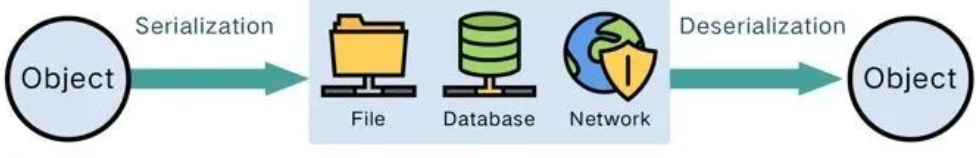 Serialization
Deserialization
Object
Object
File
Database
Network